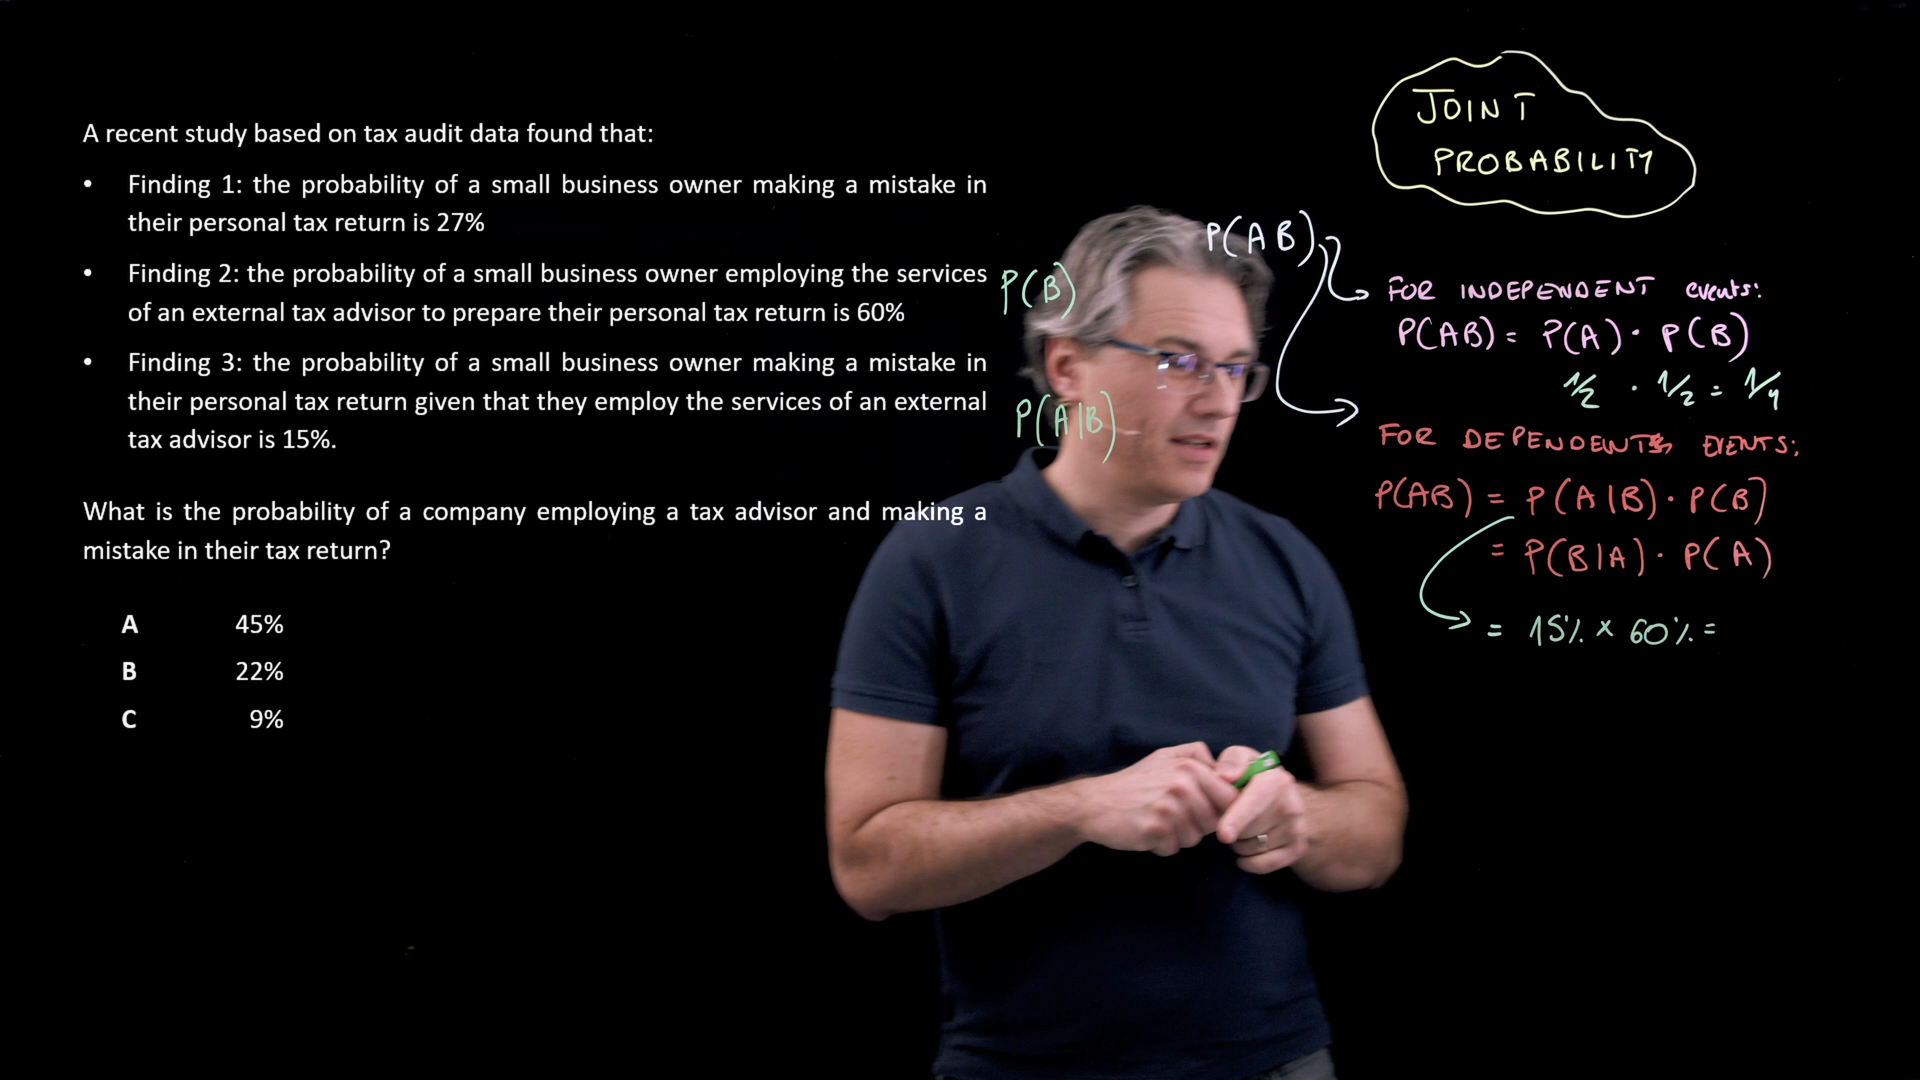 A recent study based on tax audit data found that:
• Finding 1: the probability of a small business owner making a mistake in
their personal tax return is 27%
• Finding 2: the probability of a small business owner employing the services
of an external tax advisor to prepare their personal tax return is 60%
• Finding 3: the probability of a small business owner making a mistake in
their personal tax return given that they employ the services of an external
tax advisor is 15%.
What is the probability of a company employing a tax advisor and making a
mistake in their tax return?
A 45%
B 22%
C 9%
P(B)
P(A|B)
JOINT
PROBABILITY
P(AB)
FOR INDEPENDENT events:
P(AB) = P(A) · P(B)
1/2 · 1/2 = 1/4
FOR DEPENDENT EVENTS:
P(AB) = P(A|B) · P(B)
= P(B|A) · P(A)
= 15% × 60% =